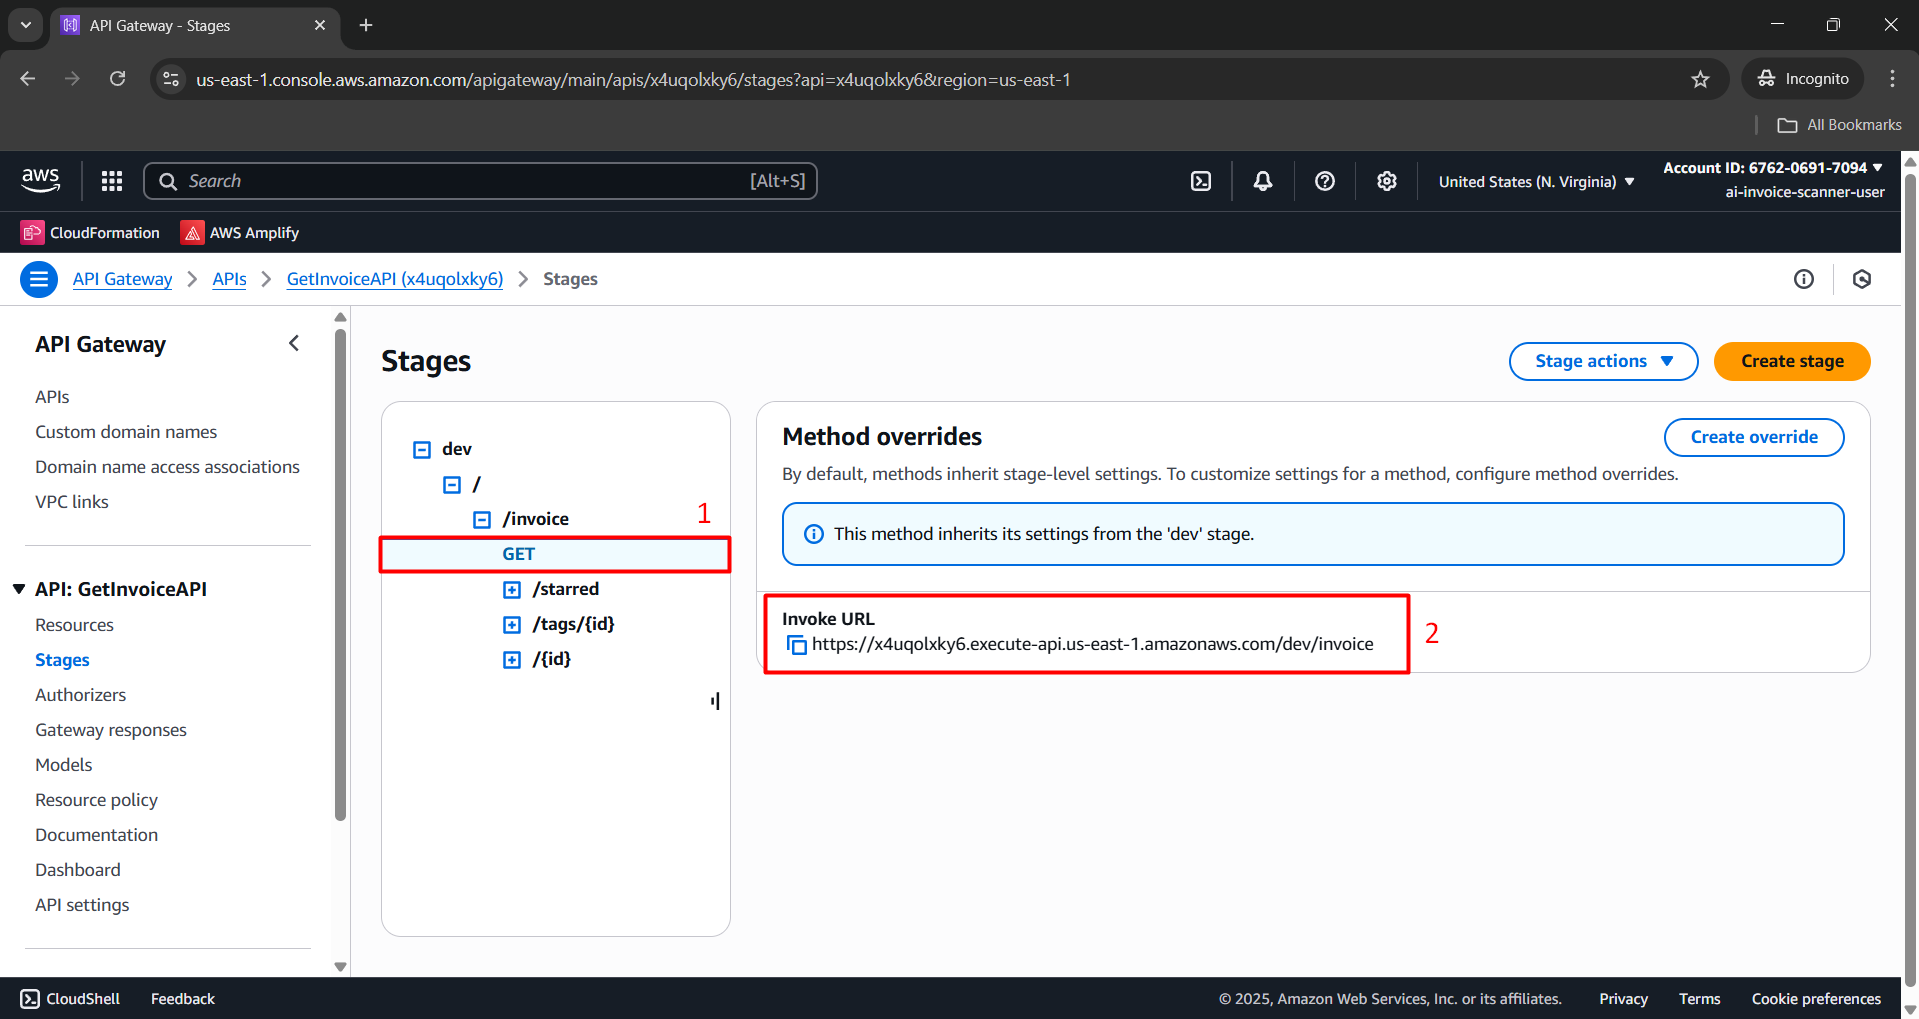 API Gateway - Stages
us-east-1.console.aws.amazon.com/apigateway/main/apis/x4uqolxky6/stages?api=x4uqolxky6&region=us-east-1
Incognito
All Bookmarks
aws
Search
[Alt+S]
United States (N. Virginia)
Account ID: 6762-0691-7094
ai-invoice-scanner-user
CloudFormation
AWS Amplify
API Gateway
APIs
GetInvoiceAPI (x4uqolxky6)
Stages
API Gateway
APIs
Custom domain names
Domain name access associations
VPC links
API: GetInvoiceAPI
Resources
Stages
Authorizers
Gateway responses
Models
Resource policy
Documentation
Dashboard
API settings
Stages
Stage actions
Create stage
dev
/
/invoice
1
GET
/starred
/tags/{id}
/{id}
Method overrides
Create override
By default, methods inherit stage-level settings. To customize settings for a method, configure method overrides.
This method inherits its settings from the 'dev' stage.
Invoke URL
https://x4uqolxky6.execute-api.us-east-1.amazonaws.com/dev/invoice
2
CloudShell
Feedback
© 2025, Amazon Web Services, Inc. or its affiliates.
Privacy
Terms
Cookie preferences